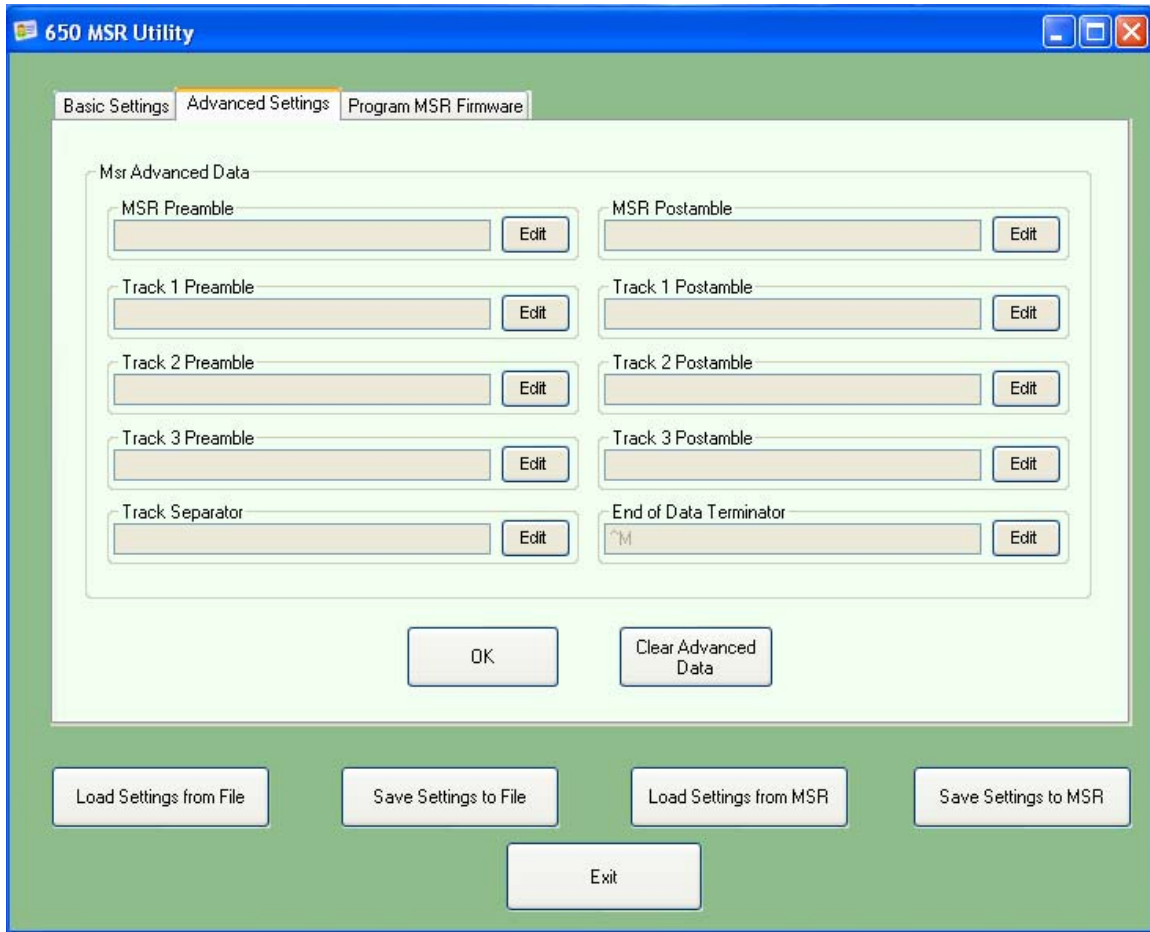 650 MSR Utility
Basic Settings Advanced Settings Program MSR Firmware
Msr Advanced Data
MSR Preamble MSR Postamble
Edit Edit
Track 1 Preamble Track 1 Postamble
Edit Edit
Track 2 Preamble Track 2 Postamble
Edit Edit
Track 3 Preamble Track 3 Postamble
Edit Edit
Track Separator End of Data Terminator
Edit ^M Edit
OK Clear Advanced
Data
Load Settings from File Save Settings to File Load Settings from MSR Save Settings to MSR
Exit